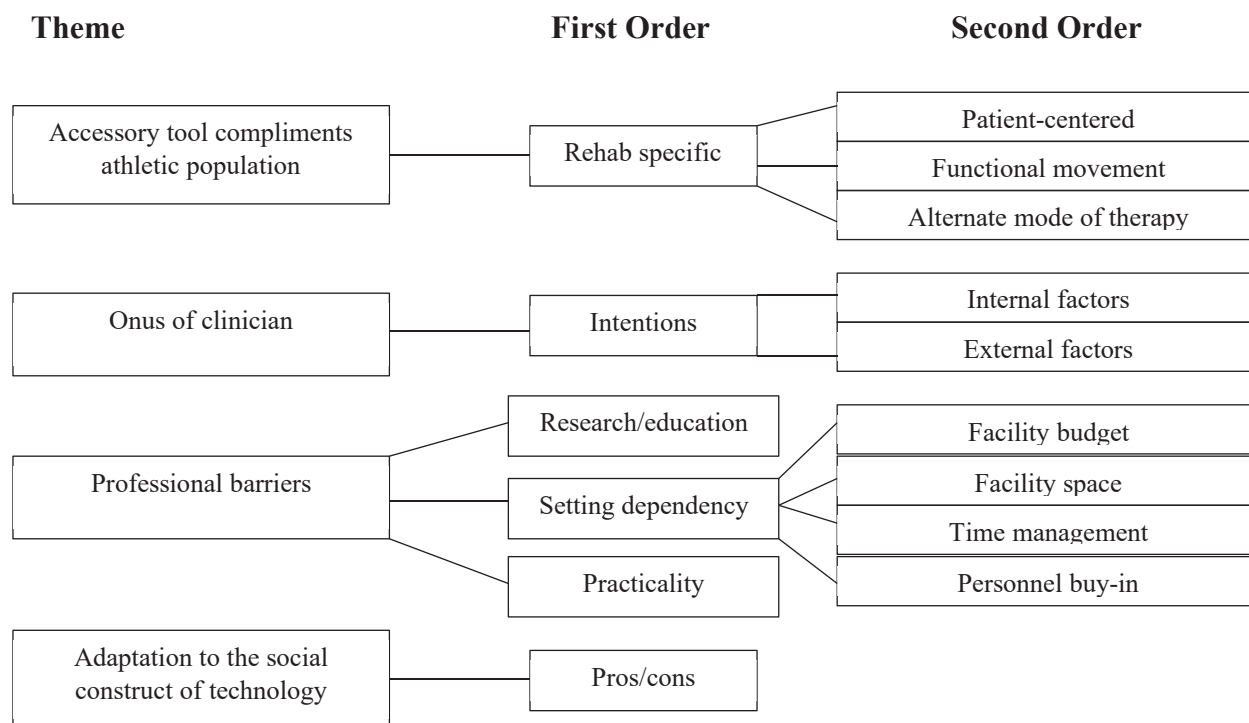 Theme
First Order
Second Order
Accessory tool compliments
athletic population
Rehab specific
Patient-centered
Functional movement
Alternate mode of therapy
Onus of clinician
Intentions
Internal factors
External factors
Professional barriers
Research/education
Setting dependency
Practicality
Facility budget
Facility space
Time management
Personnel buy-in
Adaptation to the social
construct of technology
Pros/cons